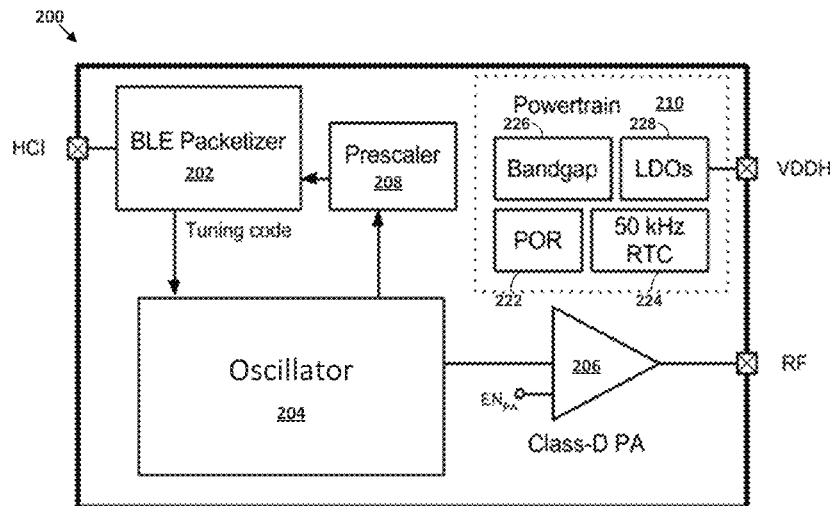 200
HCI
BLE Packetizer
202
Prescaler
208
Tuning code
Powertrain 210
226
228
Bandgap
LDOs
VDDH
POR
50 kHz
RTC
222
224
Oscillator
204
206
EN_PA
Class-D PA
RF